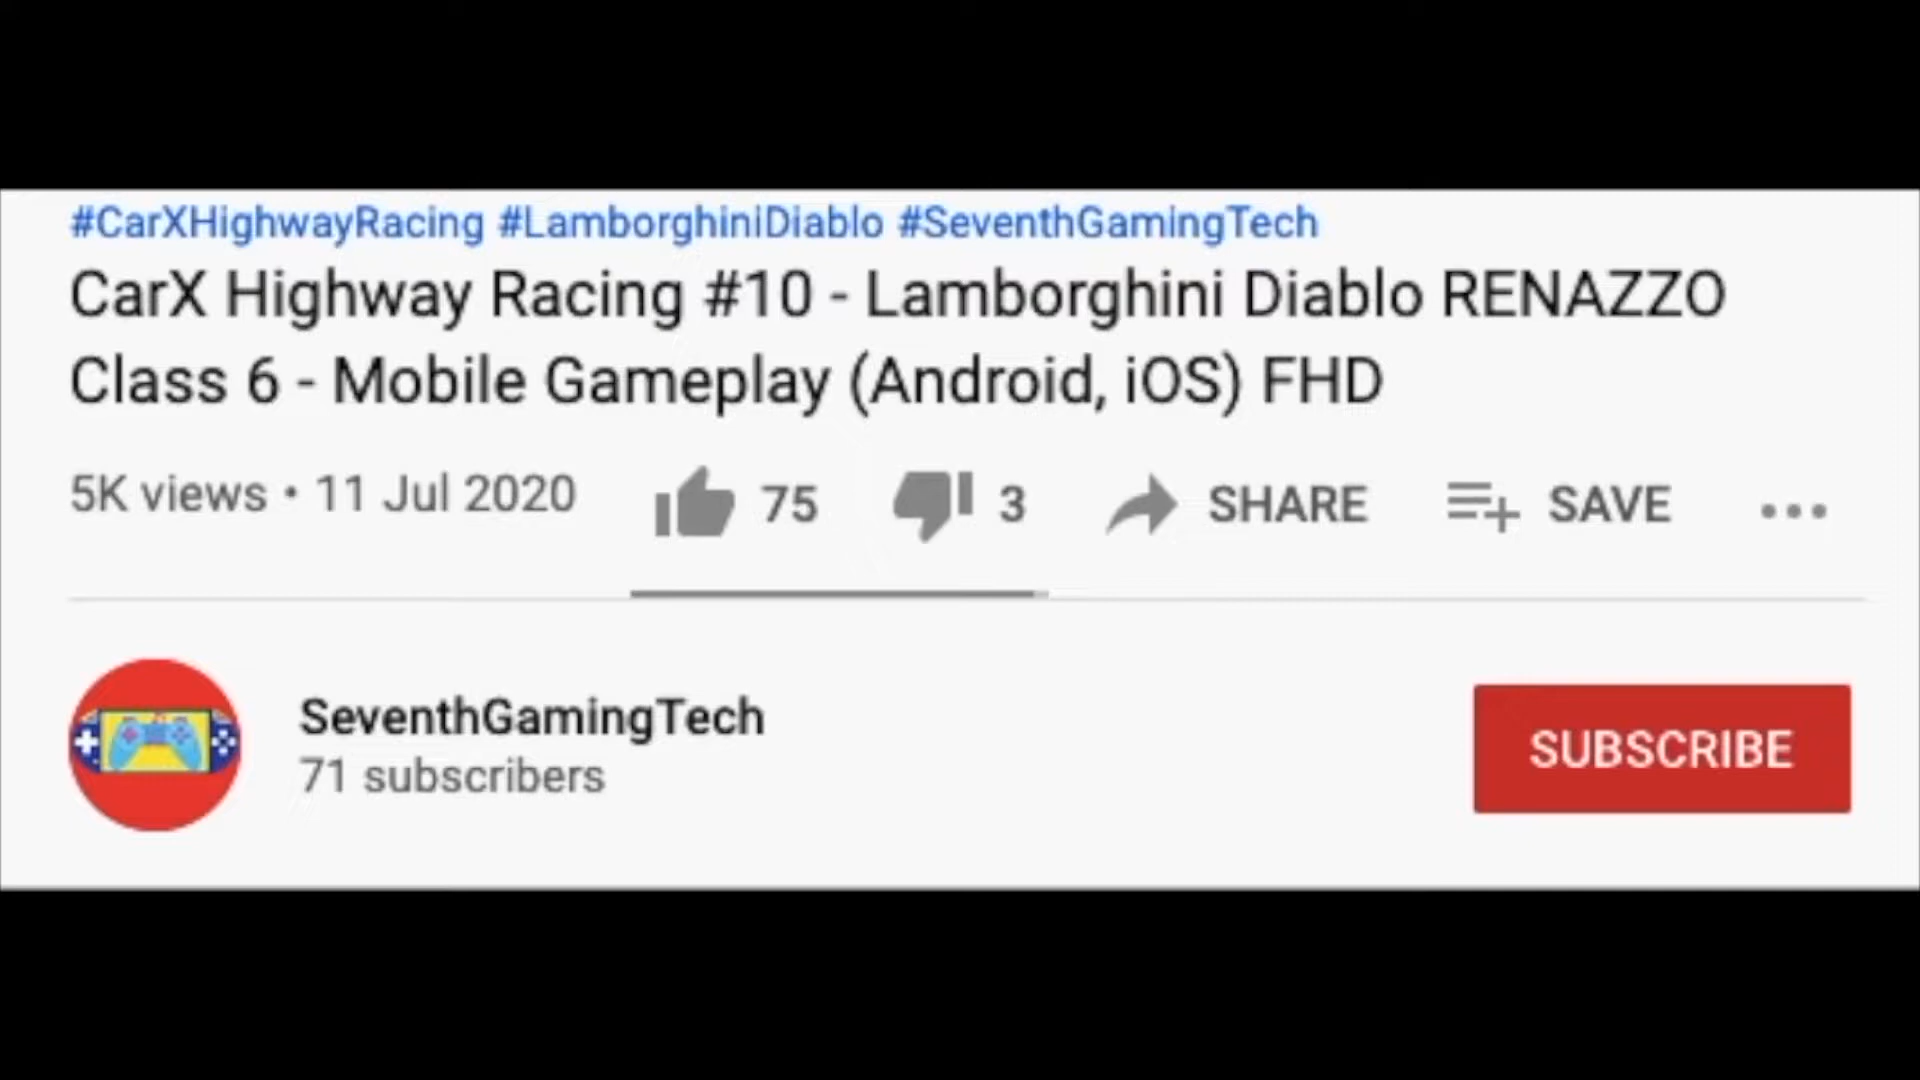 #CarXHighwayRacing #LamborghiniDiablo #SeventhGamingTech
CarX Highway Racing #10 - Lamborghini Diablo RENAZZO
Class 6 - Mobile Gameplay (Android, iOS) FHD
5K views • 11 Jul 2020 75 3 SHARE SAVE
SeventhGamingTech
71 subscribers
SUBSCRIBE